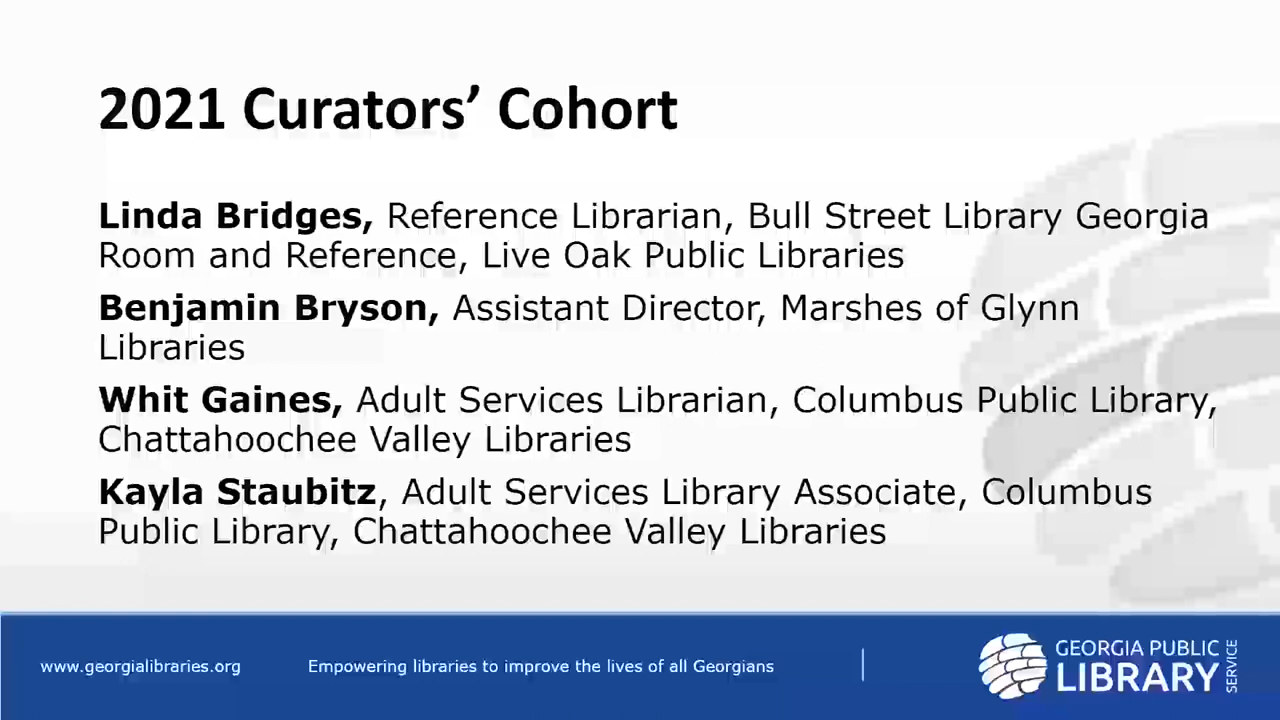 2021 Curators’ Cohort
Linda Bridges, Reference Librarian, Bull Street Library Georgia
Room and Reference, Live Oak Public Libraries
Benjamin Bryson, Assistant Director, Marshes of Glynn
Libraries
Whit Gaines, Adult Services Librarian, Columbus Public Library,
Chattahoochee Valley Libraries
Kayla Staubitz, Adult Services Library Associate, Columbus
Public Library, Chattahoochee Valley Libraries
www.georgialibraries.org
Empowering libraries to improve the lives of all Georgians
GEORGIA PUBLIC
LIBRARY
SERVICE